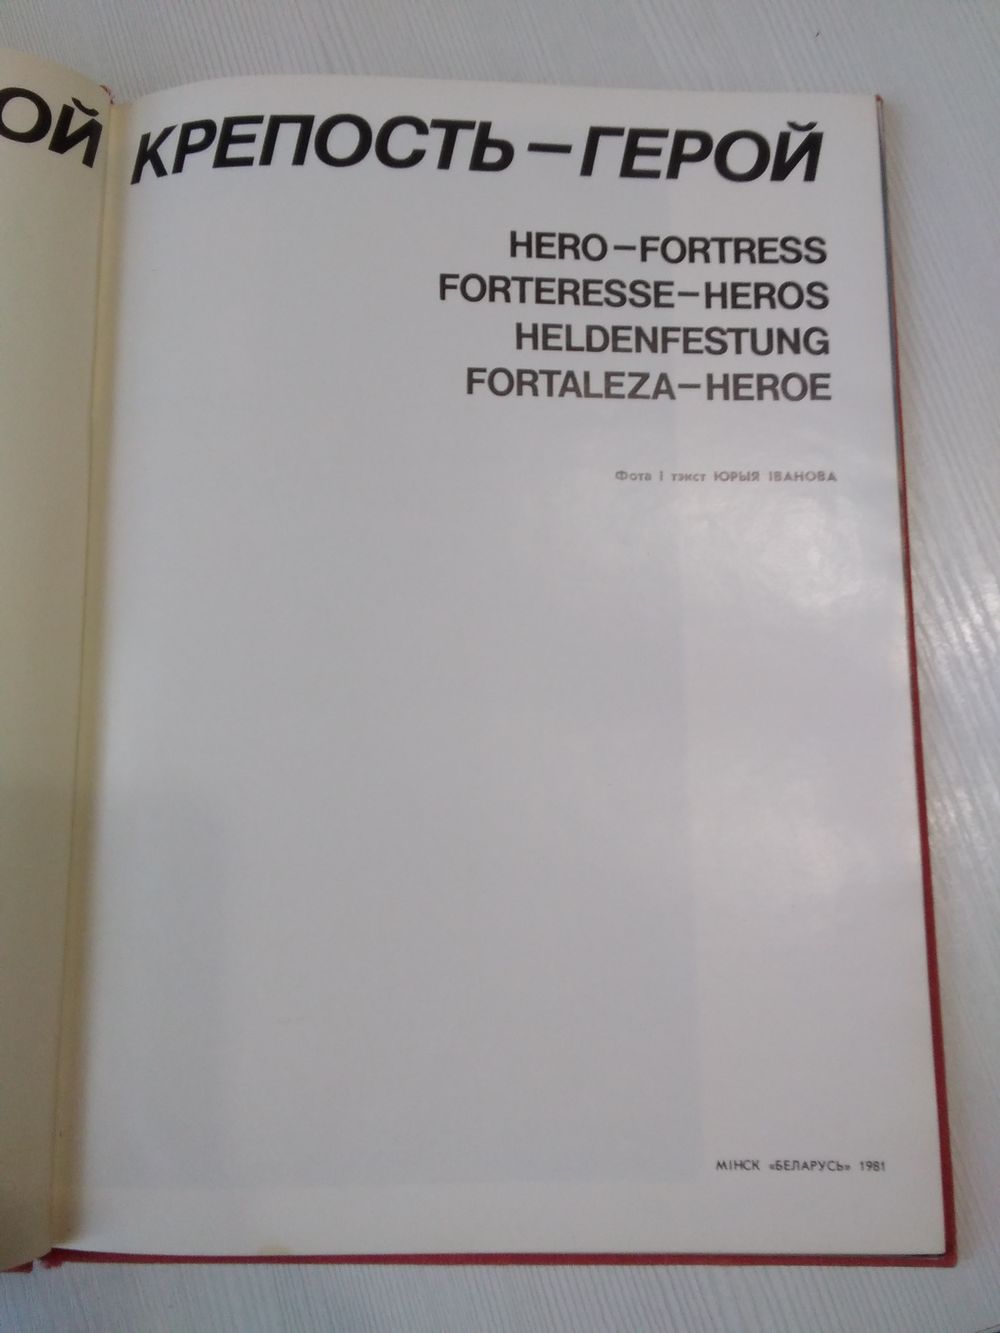 ОЙ КРЕПОСТЬ–ГЕРОЙ
HERO–FORTRESS
FORTERESSE–HEROS
HELDENFESTUNG
FORTALEZA–HEROE
Фота і тэкст ЮРЫЯ ІВАНОВА
МІНСК «БЕЛАРУСЬ» 1981